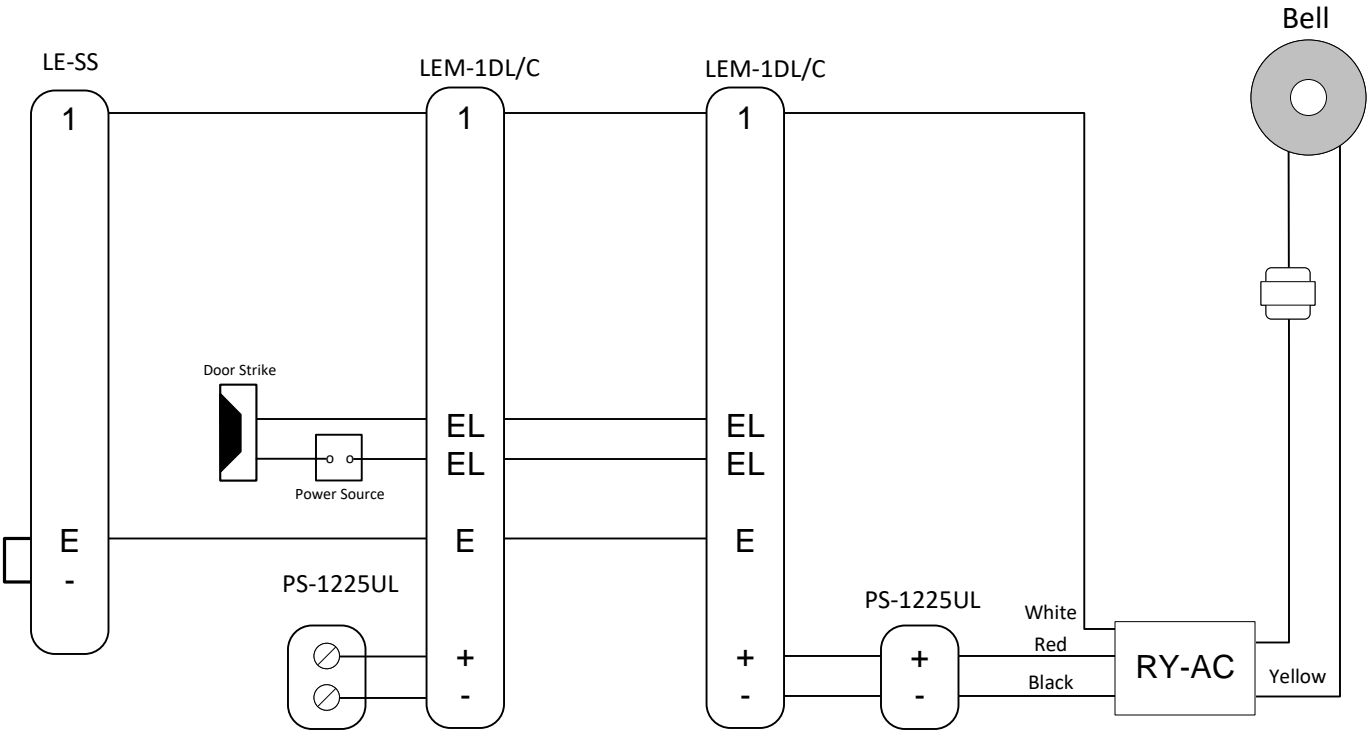 Bell
LE-SS
LEM-1DL/C
LEM-1DL/C
1
1
1
Door Strike
EL
EL
EL
EL
Power Source
E
E
E
-
PS-1225UL
PS-1225UL
White
Red
+
+
+
RY-AC
Yellow
Black
-
-
-